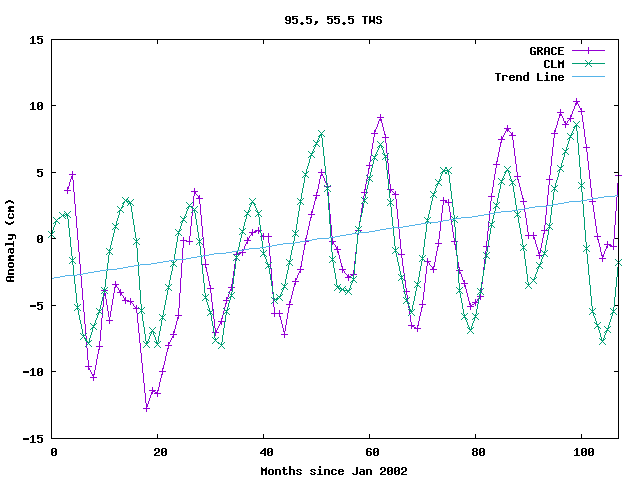 95.5, 55.5 TWS
GRACE
CLM
Trend Line
15
10
5
0
-5
-10
-15
Anomaly (cm)
0 20 40 60 80 100
Months since Jan 2002